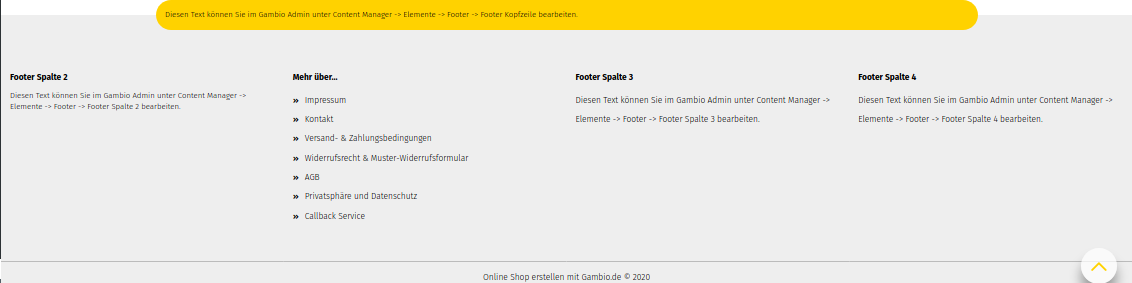 Diesen Text können Sie im Gambio Admin unter Content Manager -> Elemente -> Footer -> Footer Kopfzeile bearbeiten.
Footer Spalte 2
Diesen Text können Sie im Gambio Admin unter Content Manager ->
Elemente -> Footer -> Footer Spalte 2 bearbeiten.
Mehr über...
» Impressum
» Kontakt
» Versand- & Zahlungsbedingungen
» Widerrufsrecht & Muster-Widerrufsformular
» AGB
» Privatsphäre und Datenschutz
» Callback Service
Footer Spalte 3
Diesen Text können Sie im Gambio Admin unter Content Manager ->
Elemente -> Footer -> Footer Spalte 3 bearbeiten.
Footer Spalte 4
Diesen Text können Sie im Gambio Admin unter Content Manager ->
Elemente -> Footer -> Footer Spalte 4 bearbeiten.
Online Shop erstellen mit Gambio.de © 2020